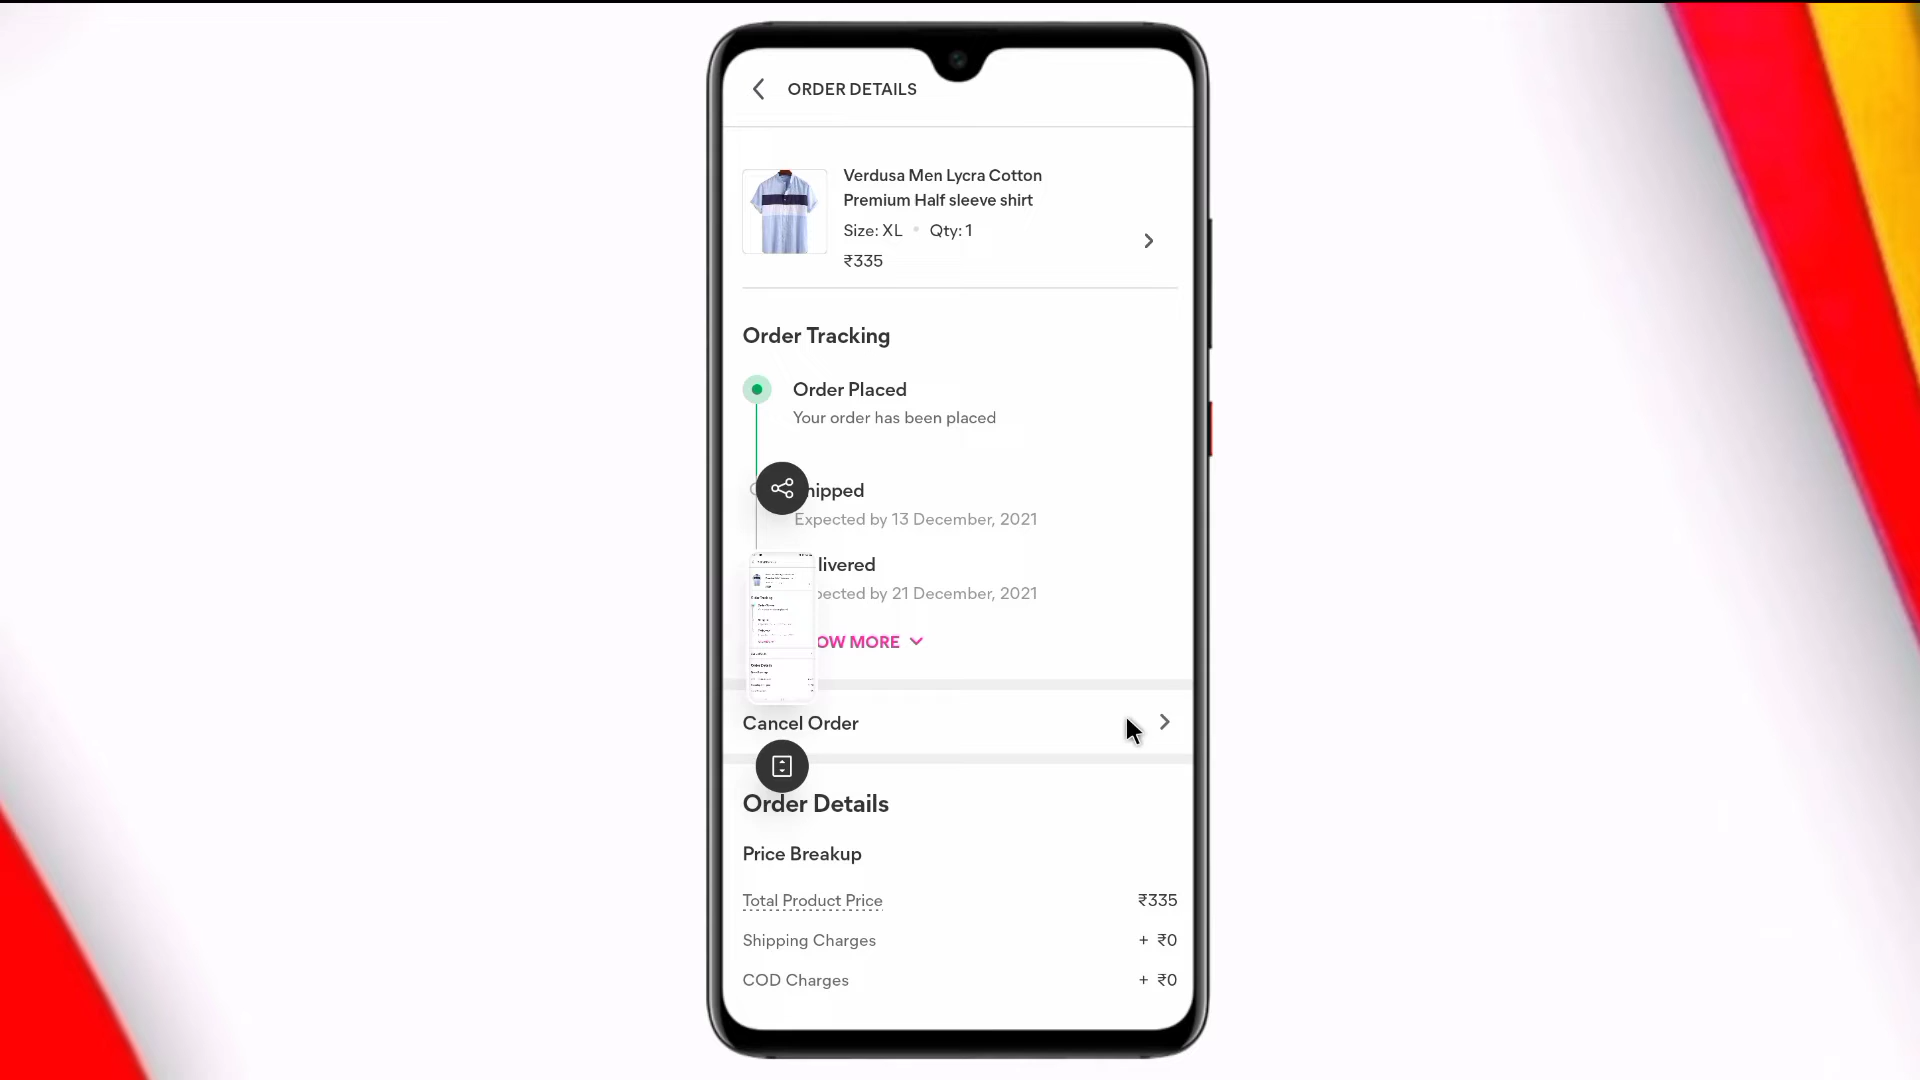 ORDER DETAILS
Verdusa Men Lycra Cotton
Premium Half sleeve shirt
Size: XL • Qty: 1
₹335
Order Tracking
Order Placed
Your order has been placed
hipped
Expected by 13 December, 2021
livered
pected by 21 December, 2021
OW MORE
Cancel Order
Order Details
Price Breakup
Total Product Price ₹335
Shipping Charges + ₹0
COD Charges + ₹0